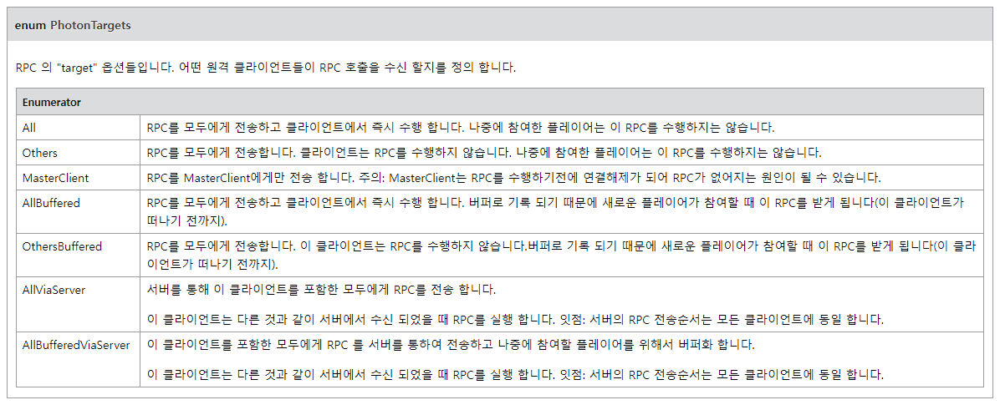 enum PhotonTargets
RPC 의 "target" 옵션들입니다. 어떤 원격 클라이언트들이 RPC 호출을 수신 할지를 정의 합니다.
Enumerator
All RPC를 모두에게 전송하고 클라이언트에서 즉시 수행 합니다. 나중에 참여한 플레이어는 이 RPC를 수행하지는 않습니다.
Others RPC를 모두에게 전송합니다. 클라이언트는 RPC를 수행하지 않습니다. 나중에 참여한 플레이어는 이 RPC를 수행하지는 않습니다.
MasterClient RPC를 MasterClient에게만 전송 합니다. 주의: MasterClient는 RPC를 수행하기전에 연결해제가 되어 RPC가 없어지는 원인이 될 수 있습니다.
AllBuffered RPC를 모두에게 전송하고 클라이언트에서 즉시 수행 합니다. 버퍼로 기록 되기 때문에 새로운 플레이어가 참여할 때 이 RPC를 받게 됩니다(이 클라이언트가
떠나기 전까지).
OthersBuffered RPC를 모두에게 전송합니다. 이 클라이언트는 RPC를 수행하지 않습니다.버퍼로 기록 되기 때문에 새로운 플레이어가 참여할 때 이 RPC를 받게 됩니다(이 클라
이언트가 떠나기 전까지).
AllViaServer 서버를 통해 이 클라이언트를 포함한 모두에게 RPC를 전송 합니다.
이 클라이언트는 다른 것과 같이 서버에서 수신 되었을 때 RPC를 실행 합니다. 잇점: 서버의 RPC 전송순서는 모든 클라이언트에 동일 합니다.
AllBufferedViaServer 이 클라이언트를 포함한 모두에게 RPC 를 서버를 통하여 전송하고 나중에 참여할 플레이어를 위해서 버퍼화 합니다.
이 클라이언트는 다른 것과 같이 서버에서 수신 되었을 때 RPC를 실행 합니다. 잇점: 서버의 RPC 전송순서는 모든 클라이언트에 동일 합니다.